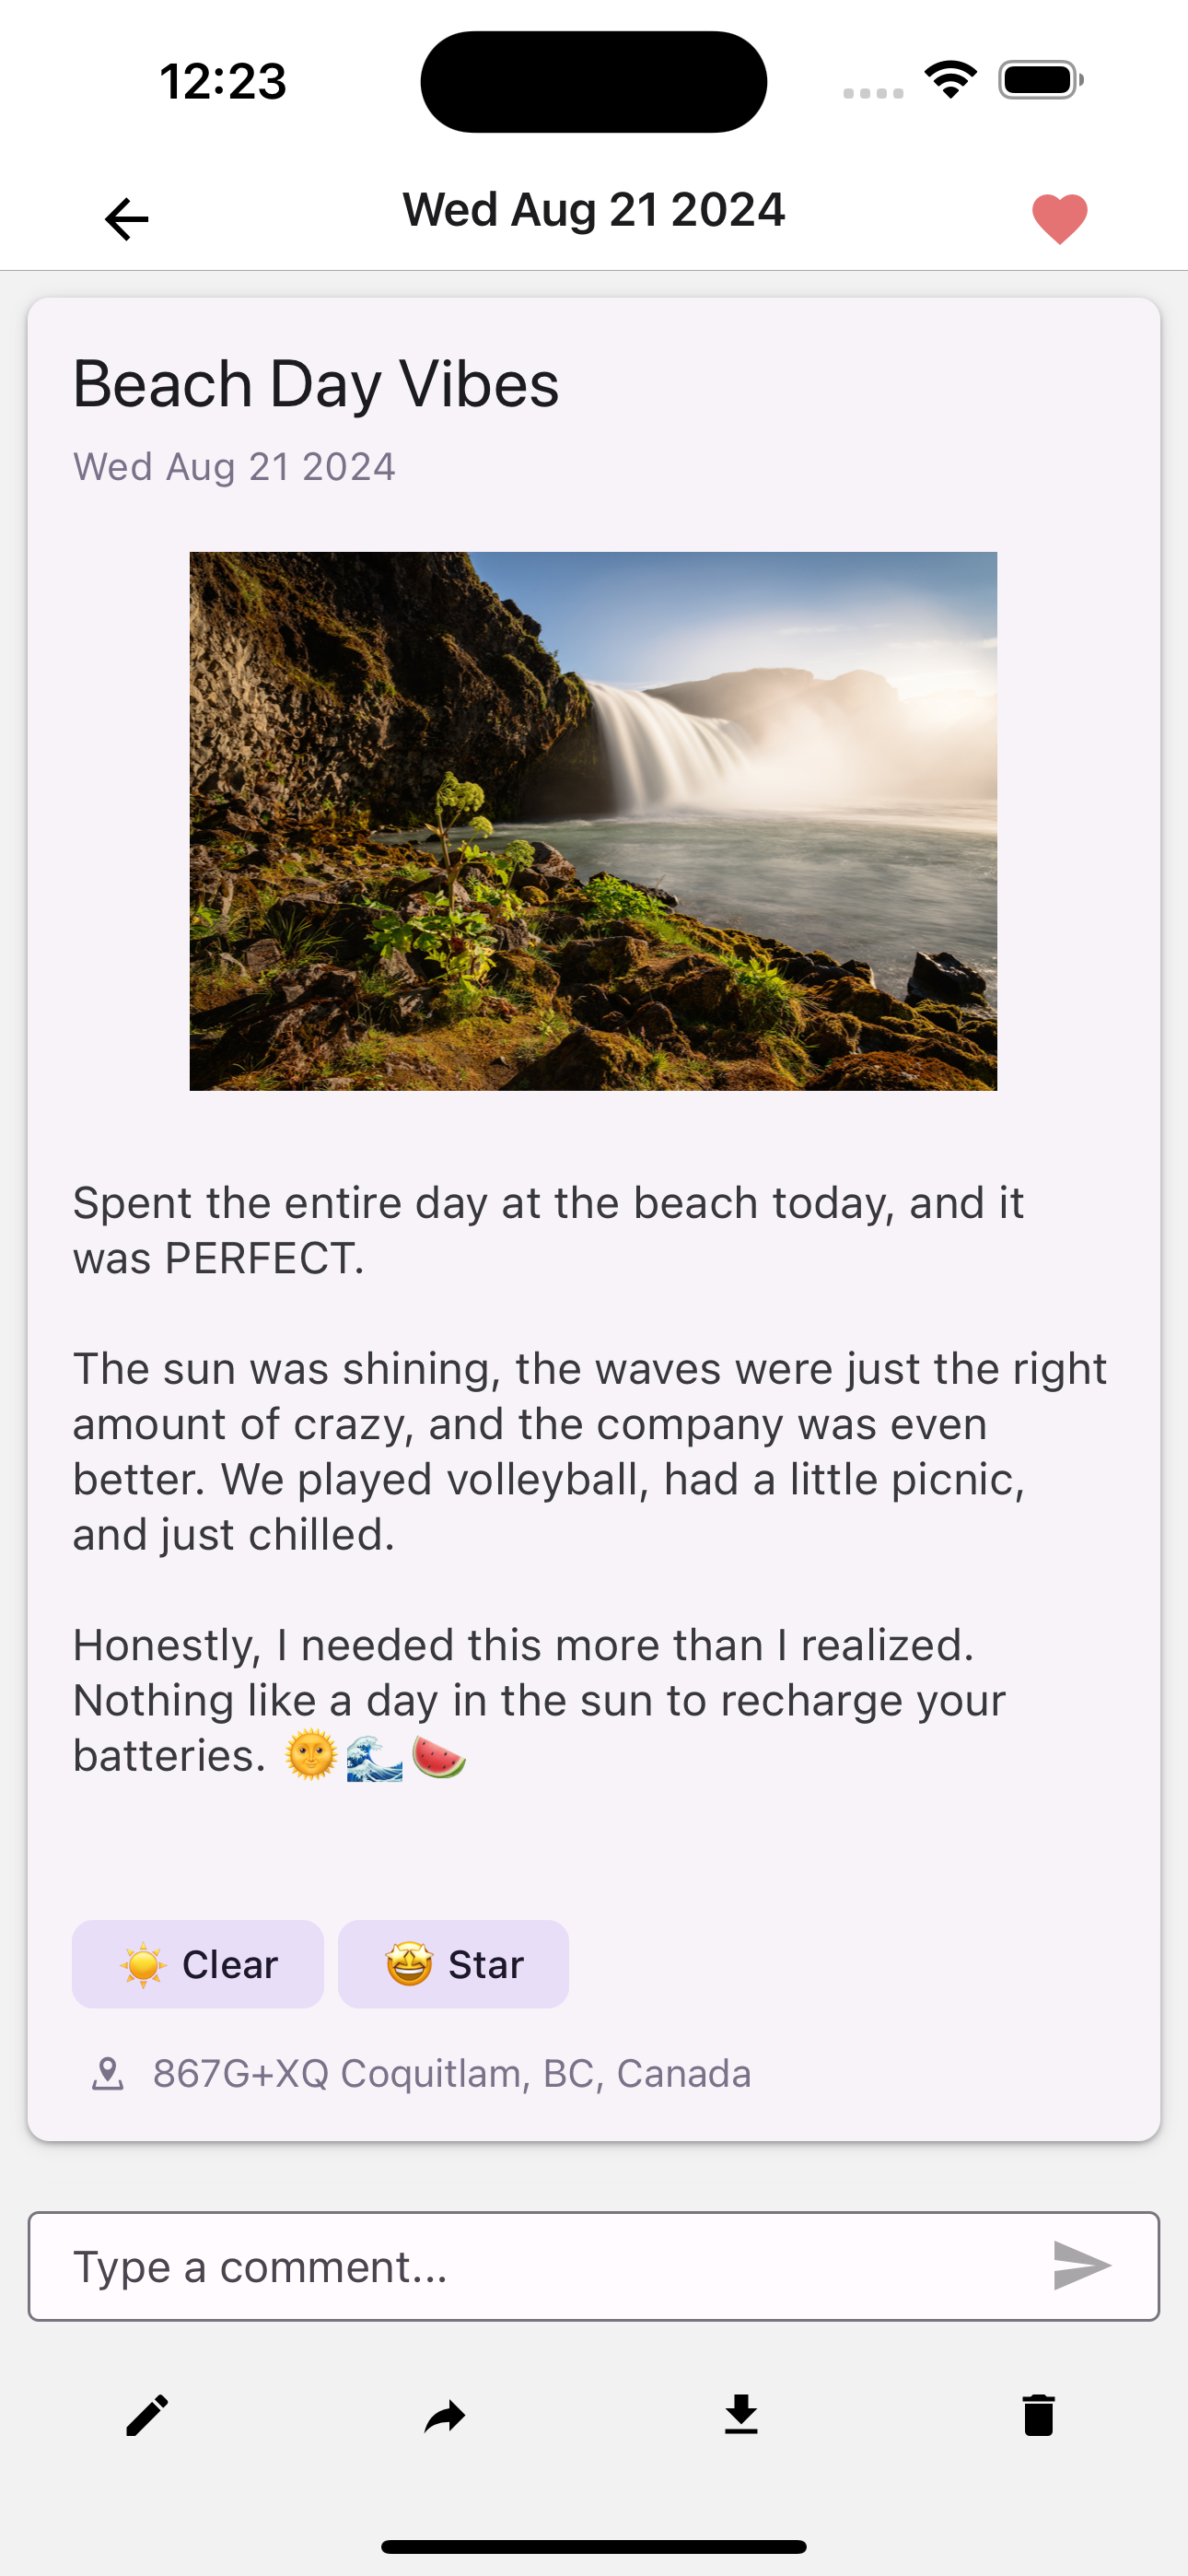 12:23
Wed Aug 21 2024
Beach Day Vibes
Wed Aug 21 2024
Spent the entire day at the beach today, and it
was PERFECT.
The sun was shining, the waves were just the right
amount of crazy, and the company was even
better. We played volleyball, had a little picnic,
and just chilled.
Honestly, I needed this more than I realized.
Nothing like a day in the sun to recharge your
batteries. 🌞🌊🍉
☀️ Clear 🤩 Star
867G+XQ Coquitlam, BC, Canada
Type a comment...